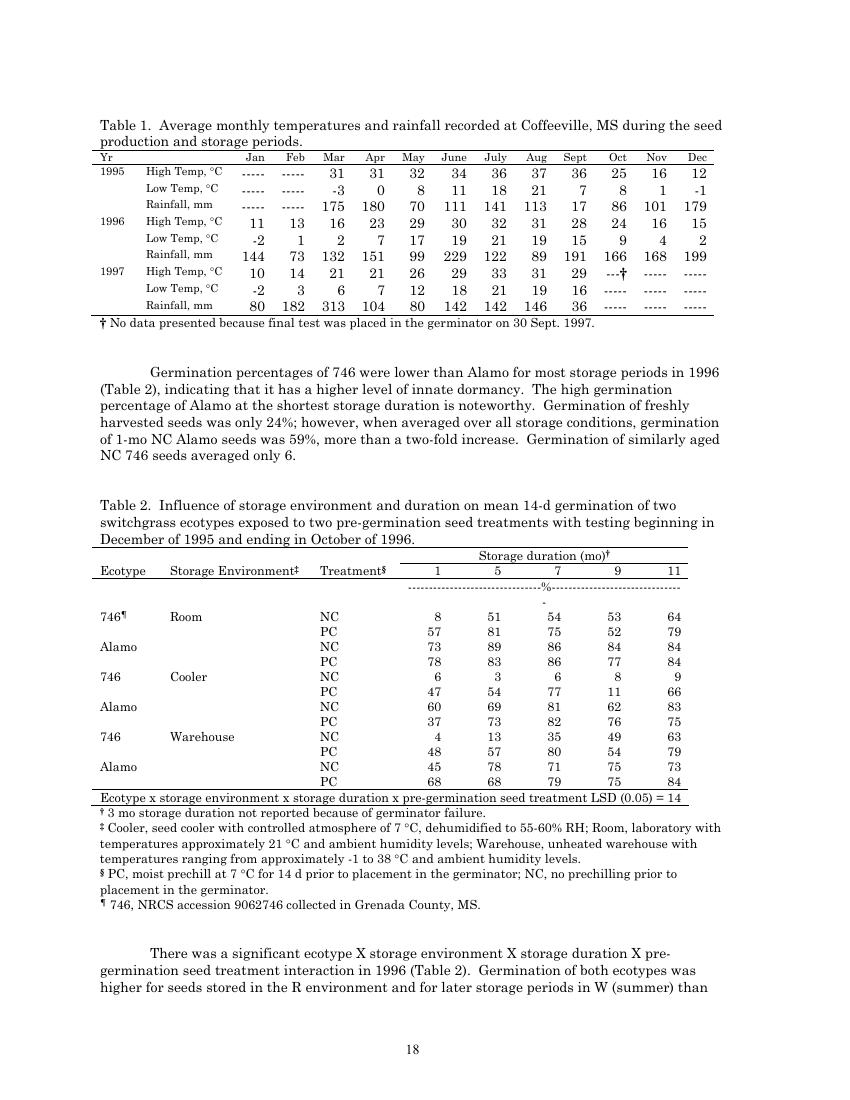 Table 1.  Average monthly temperatures and rainfall recorded at Coffeeville, MS during the seed
production and storage periods.
Yr Jan Feb Mar Apr May June July Aug Sept Oct Nov Dec
1995 High Temp, °C ----- ----- 31 31 32 34 36 37 36 25 16 12
Low Temp, °C ----- ----- -3 0 8 11 18 21 7 8 1 -1
Rainfall, mm ----- ----- 175 180 70 111 141 113 17 86 101 179
1996 High Temp, °C 11 13 16 23 29 30 32 31 28 24 16 15
Low Temp, °C -2 1 2 7 17 19 21 19 15 9 4 2
Rainfall, mm 144 73 132 151 99 229 122 89 191 166 168 199
1997 High Temp, °C 10 14 21 21 26 29 33 31 29 ---† ----- -----
Low Temp, °C -2 3 6 7 12 18 21 19 16 ----- ----- -----
Rainfall, mm 80 182 313 104 80 142 142 146 36 ----- ----- -----
† No data presented because final test was placed in the germinator on 30 Sept. 1997.
Germination percentages of 746 were lower than Alamo for most storage periods in 1996
(Table 2), indicating that it has a higher level of innate dormancy.  The high germination
percentage of Alamo at the shortest storage duration is noteworthy.  Germination of freshly
harvested seeds was only 24%; however, when averaged over all storage conditions, germination
of 1-mo NC Alamo seeds was 59%, more than a two-fold increase.  Germination of similarly aged
NC 746 seeds averaged only 6.
Table 2.  Influence of storage environment and duration on mean 14-d germination of two
switchgrass ecotypes exposed to two pre-germination seed treatments with testing beginning in
December of 1995 and ending in October of 1996.
Storage duration (mo)†
Ecotype Storage Environment‡ Treatment§ 1 5 7 9 11
---------------------------------%--------------------------------
-
746¶ Room NC 8 51 54 53 64
PC 57 81 75 52 79
Alamo NC 73 89 86 84 84
PC 78 83 86 77 84
746 Cooler NC 6 3 6 8 9
PC 47 54 77 11 66
Alamo NC 60 69 81 62 83
PC 37 73 82 76 75
746 Warehouse NC 4 13 35 49 63
PC 48 57 80 54 79
Alamo NC 45 78 71 75 73
PC 68 68 79 75 84
Ecotype x storage environment x storage duration x pre-germination seed treatment LSD (0.05) = 14
† 3 mo storage duration not reported because of germinator failure.
‡ Cooler, seed cooler with controlled atmosphere of 7 °C, dehumidified to 55-60% RH; Room, laboratory with
temperatures approximately 21 °C and ambient humidity levels; Warehouse, unheated warehouse with
temperatures ranging from approximately -1 to 38 °C and ambient humidity levels.
§ PC, moist prechill at 7 °C for 14 d prior to placement in the germinator; NC, no prechilling prior to
placement in the germinator.
¶ 746, NRCS accession 9062746 collected in Grenada County, MS.
There was a significant ecotype X storage environment X storage duration X pre-
germination seed treatment interaction in 1996 (Table 2).  Germination of both ecotypes was
higher for seeds stored in the R environment and for later storage periods in W (summer) than
18